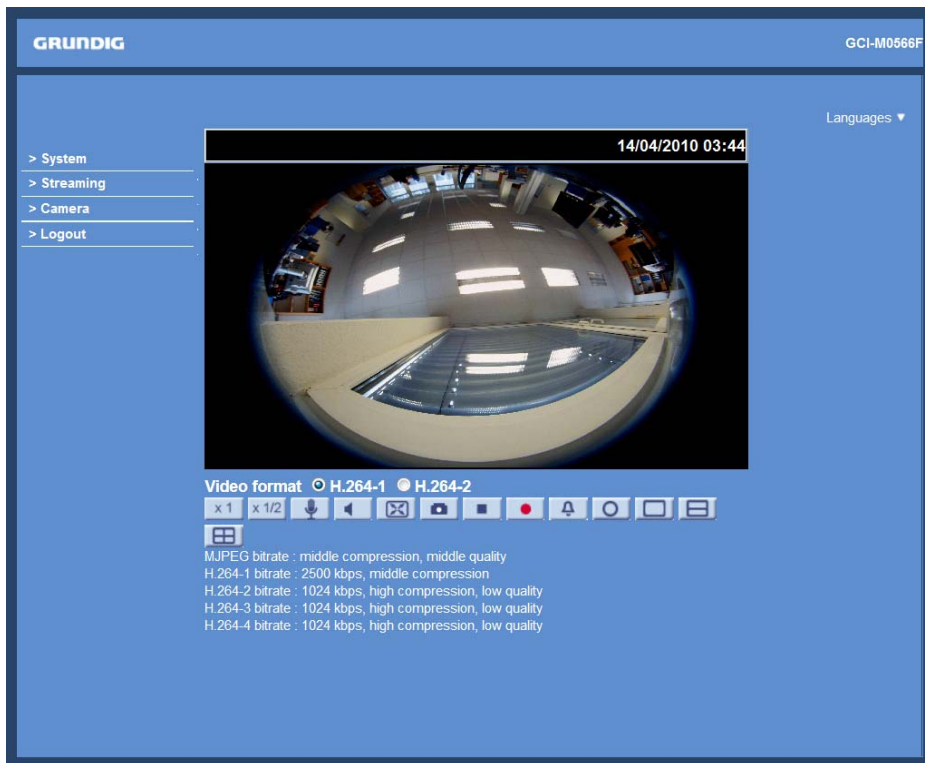 GRUNDIG
GCI-M0566F
Languages ▼
14/04/2010 03:44
> System
> Streaming
> Camera
> Logout
Video format H.264-1 H.264-2
x 1 x 1/2
MJPEG bitrate : middle compression, middle quality
H.264-1 bitrate : 2500 kbps, middle compression
H.264-2 bitrate : 1024 kbps, high compression, low quality
H.264-3 bitrate : 1024 kbps, high compression, low quality
H.264-4 bitrate : 1024 kbps, high compression, low quality